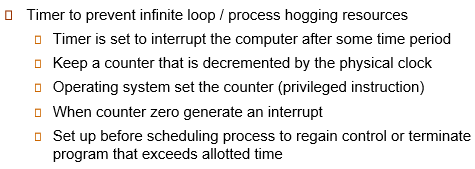 Timer to prevent infinite loop / process hogging resources
Timer is set to interrupt the computer after some time period
Keep a counter that is decremented by the physical clock
Operating system set the counter (privileged instruction)
When counter zero generate an interrupt
Set up before scheduling process to regain control or terminate
program that exceeds allotted time